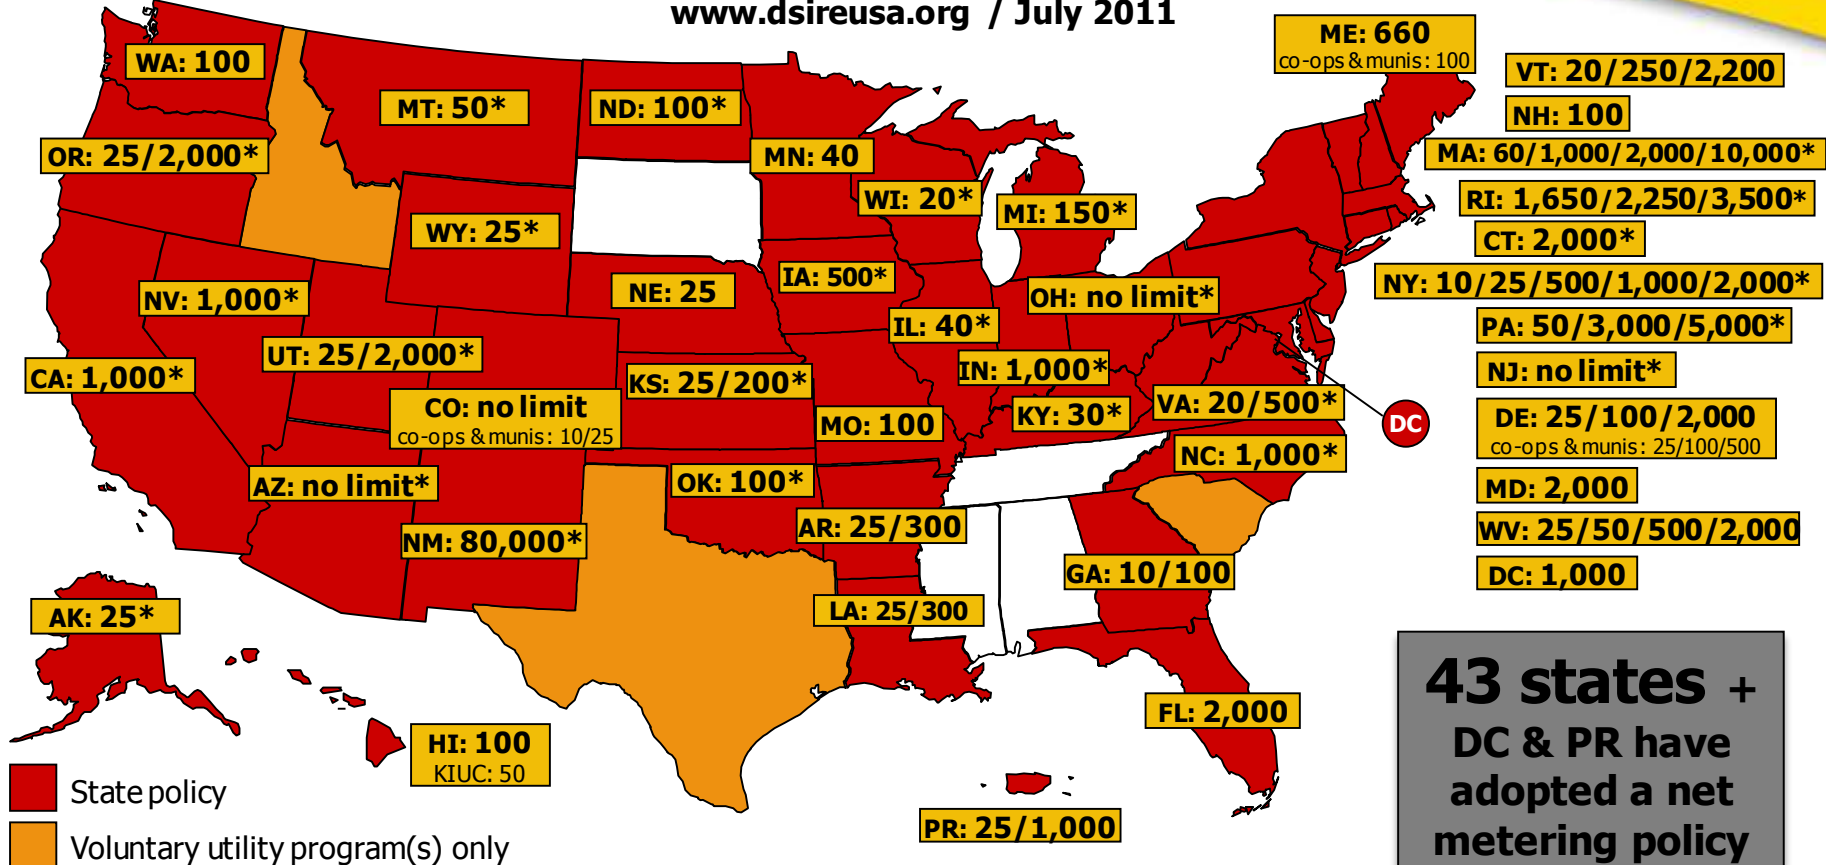 www.dsireusa.org / July 2011
WA: 100
MT: 50*
ND: 100*
ME: 660
co-ops & munis: 100
VT: 20/250/2,200
NH: 100
OR: 25/2,000*
MN: 40
MA: 60/1,000/2,000/10,000*
WI: 20*
MI: 150*
RI: 1,650/2,250/3,500*
WY: 25*
CT: 2,000*
NV: 1,000*
NE: 25
IA: 500*
OH: no limit*
NY: 10/25/500/1,000/2,000*
IL: 40*
PA: 50/3,000/5,000*
UT: 25/2,000*
CA: 1,000*
KS: 25/200*
IN: 1,000*
NJ: no limit*
CO: no limit
co-ops & munis: 10/25
MO: 100
KY: 30*
VA: 20/500*
DC
DE: 25/100/2,000
co-ops & munis: 25/100/500
NC: 1,000*
AZ: no limit*
OK: 100*
MD: 2,000
NM: 80,000*
AR: 25/300
WV: 25/50/500/2,000
GA: 10/100
DC: 1,000
AK: 25*
LA: 25/300
FL: 2,000
HI: 100
KIUC: 50
PR: 25/1,000
State policy
Voluntary utility program(s) only
43 states +
DC & PR have
adopted a net
metering policy